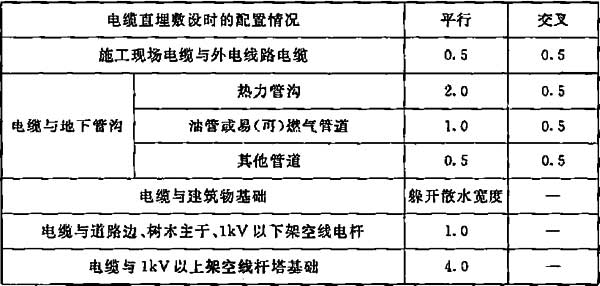 电缆直埋敷设时的配置情况 平行 交叉
施工现场电缆与外电线路电缆 0.5 0.5
电缆与地下管沟 热力管沟 2.0 0.5
油管或易(可)燃气管道 1.0 0.5
其他管道 0.5 0.5
电缆与建筑物基础 躲开散水宽度 —
电缆与道路边、树木主干、1kV以下架空线电杆 1.0 —
电缆与1kV以上架空线杆塔基础 4.0 —